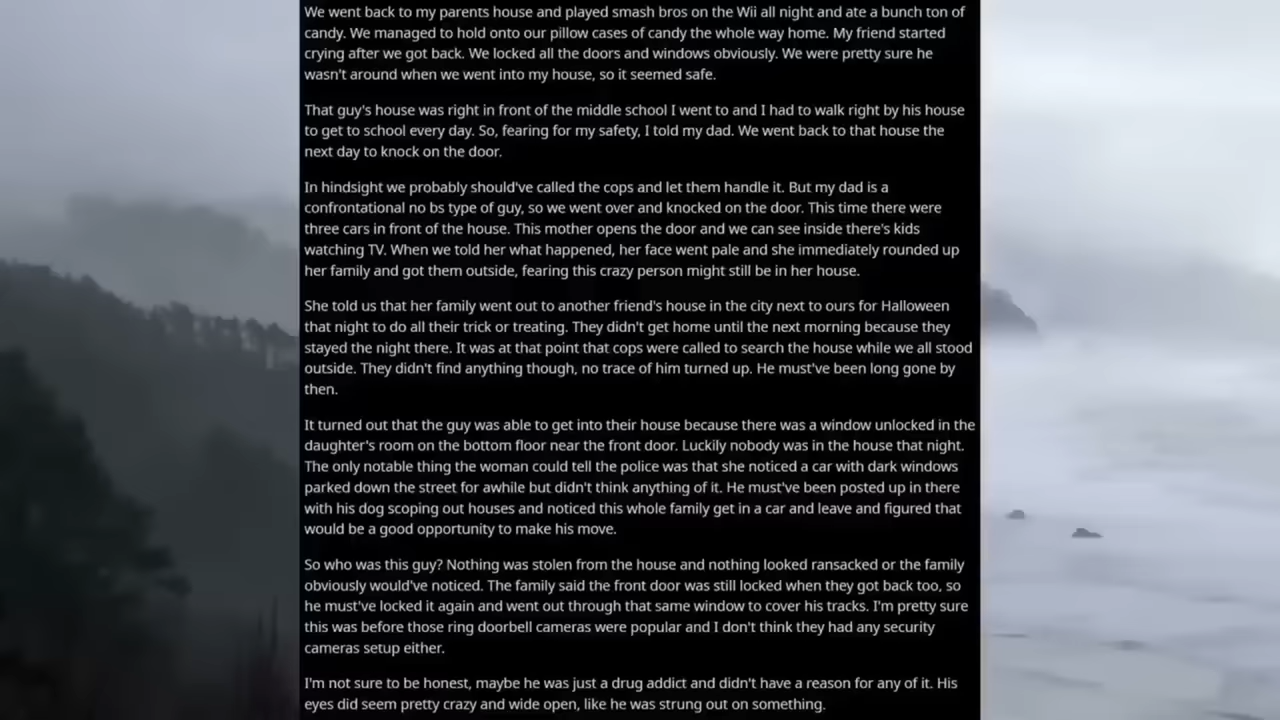 We went back to my parents house and played smash bros on the Wii all night and ate a bunch ton of
candy. We managed to hold onto our pillow cases of candy the whole way home. My friend started
crying after we got back. We locked all the doors and windows obviously. We were pretty sure he
wasn't around when we went into my house, so it seemed safe.
That guy's house was right in front of the middle school I went to and I had to walk right by his house
to get to school every day. So, fearing for my safety, I told my dad. We went back to that house the
next day to knock on the door.
In hindsight we probably should've called the cops and let them handle it. But my dad is a
confrontational no bs type of guy, so we went over and knocked on the door. This time there were
three cars in front of the house. This mother opens the door and we can see inside there's kids
watching TV. When we told her what happened, her face went pale and she immediately rounded up
her family and got them outside, fearing this crazy person might still be in her house.
She told us that her family went out to another friend's house in the city next to ours for Halloween
that night to do all their trick or treating. They didn't get home until the next morning because they
stayed the night there. It was at that point that cops were called to search the house while we all stood
outside. They didn't find anything though, no trace of him turned up. He must've been long gone by
then.
It turned out that the guy was able to get into their house because there was a window unlocked in the
daughter's room on the bottom floor near the front door. Luckily nobody was in the house that night.
The only notable thing the woman could tell the police was that she noticed a car with dark windows
parked down the street for awhile but didn't think anything of it. He must've been posted up in there
with his dog scoping out houses and noticed this whole family get in a car and leave and figured that
would be a good opportunity to make his move.
So who was this guy? Nothing was stolen from the house and nothing looked ransacked or the family
obviously would've noticed. The family said the front door was still locked when they got back too, so
he must've locked it again and went out through that same window to cover his tracks. I'm pretty sure
this was before those ring doorbell cameras were popular and I don't think they had any security
cameras setup either.
I'm not sure to be honest, maybe he was just a drug addict and didn't have a reason for any of it. His
eyes did seem pretty crazy and wide open, like he was strung out on something.